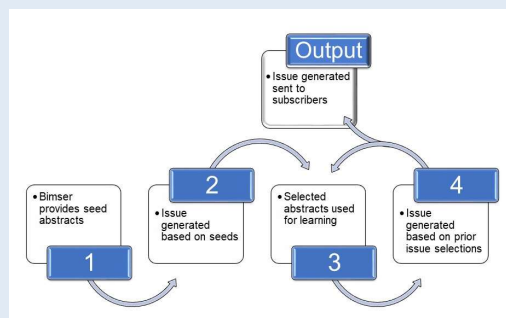 Output
• Issue generated
sent to
subscribers
2
4
• Bimser
provides seed
abstracts
• Issue
generated
based on seeds
• Selected
abstracts used
for learning
• Issue
generated
based on prior
issue selections
1
3